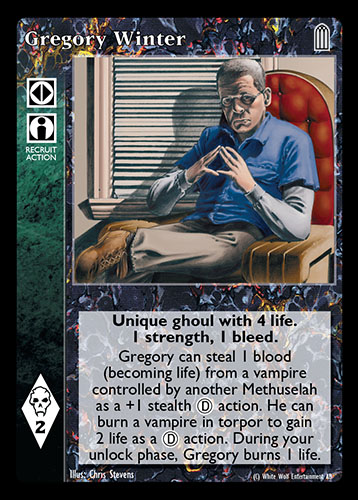 Gregory Winter
RECRUIT
ACTION
Unique ghoul with 4 life.
1 strength, 1 bleed.
Gregory can steal 1 blood
(becoming life) from a vampire
controlled by another Methuselah
as a +1 stealth Ⓓ action. He can
burn a vampire in torpor to gain
2 life as a Ⓓ action. During your
unlock phase, Gregory burns 1 life.
2
Illus: Chris Stevens
(C) White Wolf Entertainment AB